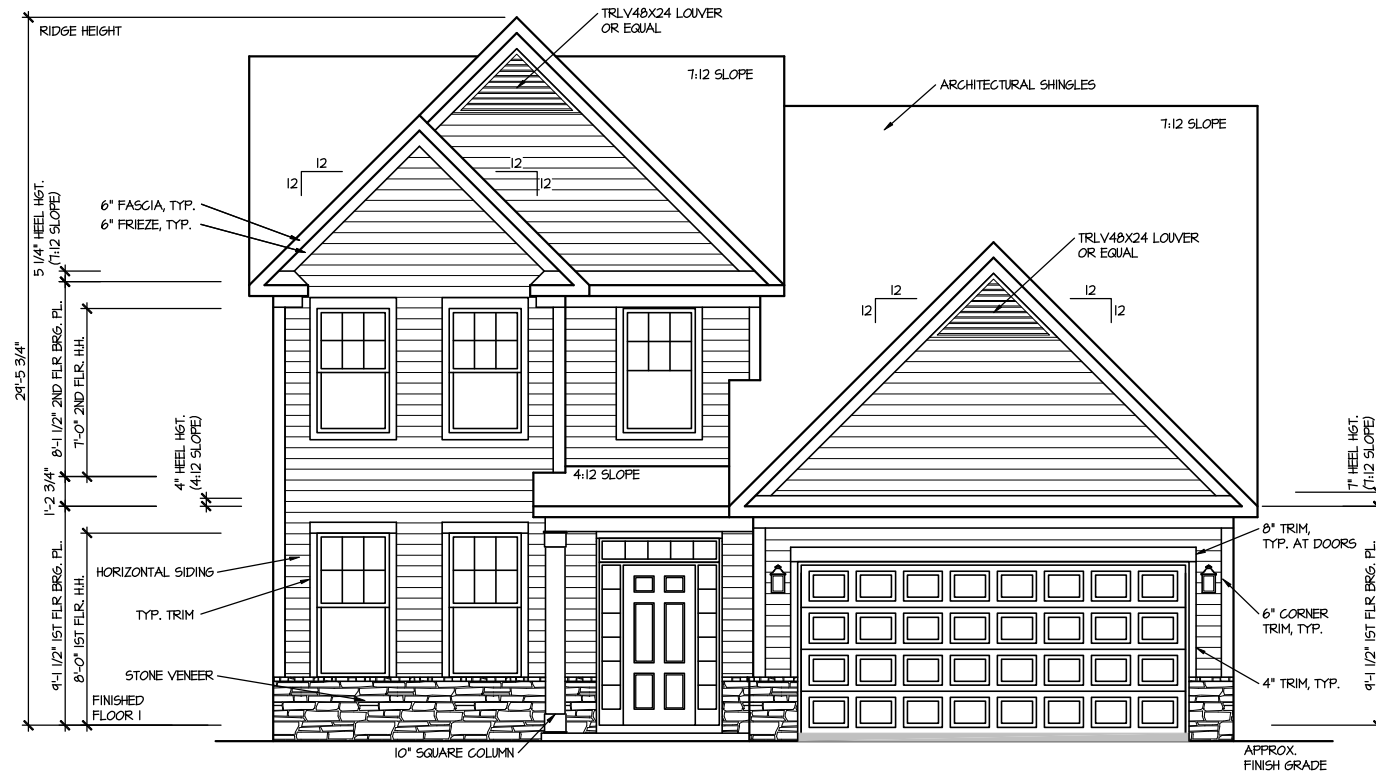 RIDGE HEIGHT
TRLV48X24 LOUVER
OR EQUAL
7:12 SLOPE
ARCHITECTURAL SHINGLES
7:12 SLOPE
12
12
12
12
6" FASCIA, TYP.
6" FRIEZE, TYP.
5 1/4" HEEL HGT.
(7:12 SLOPE)
TRLV48X24 LOUVER
OR EQUAL
12
12
12
12
29'-5 3/4"
8'-1 1/2" 2ND FLR BRG. PL.
7'-0" 2ND FLR. H.H.
1'-2 3/4"
4" HEEL HGT.
(4:12 SLOPE)
4:12 SLOPE
7" HEEL HGT.
(7:12 SLOPE)
9'-1 1/2" 1ST FLR BRG. PL.
8'-0" 1ST FLR. H.H.
HORIZONTAL SIDING
TYP. TRIM
STONE VENEER
FINISHED
FLOOR 1
10" SQUARE COLUMN
8" TRIM,
TYP. AT DOORS
6" CORNER
TRIM, TYP.
4" TRIM, TYP.
9'-1 1/2" 1ST FLR BRG. PL.
APPROX.
FINISH GRADE